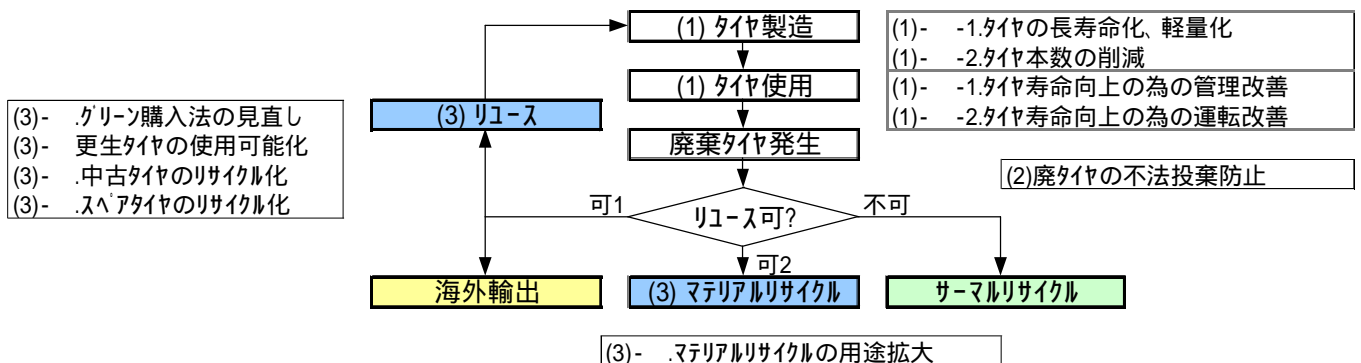 (1) ﾀｲﾔ製造
(1)-   -1.ﾀｲﾔの長寿命化、軽量化
(1)-   -2.ﾀｲﾔ本数の削減
(1) ﾀｲﾔ使用
(1)-   -1.ﾀｲﾔ寿命向上の為の管理改善
(1)-   -2.ﾀｲﾔ寿命向上の為の運転改善
(3)-   .ｸﾞﾘｰﾝ購入法の見直し
(3)-   更生ﾀｲﾔの使用可能化
(3)-   .中古ﾀｲﾔのﾘｻｲｸﾙ化
(3)-   .ｽﾍﾟｱﾀｲﾔのﾘｻｲｸﾙ化
(3) ﾘﾕｰｽ
廃棄ﾀｲﾔ発生
(2)廃ﾀｲﾔの不法投棄防止
可1
ﾘﾕｰｽ可?
不可
可2
海外輸出
(3) ﾏﾃﾘｱﾙﾘｻｲｸﾙ
ｻｰﾏﾙﾘｻｲｸﾙ
(3)-   .ﾏﾃﾘｱﾙﾘｻｲｸﾙの用途拡大